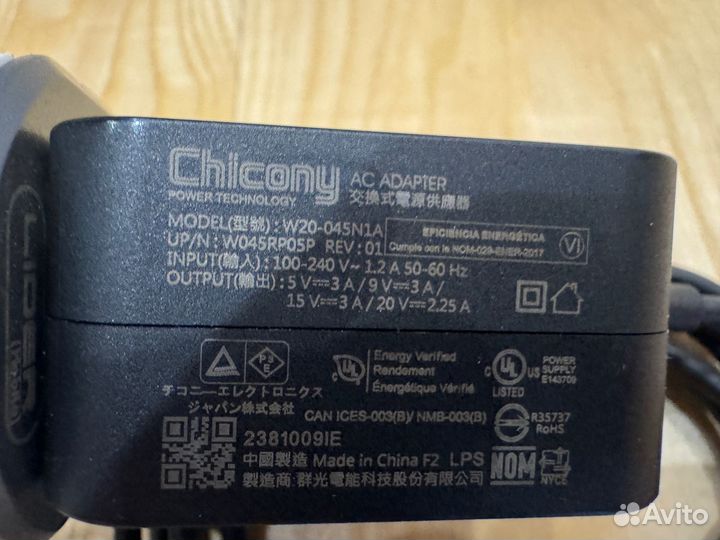 Chicony
POWER TECHNOLOGY
AC ADAPTER
交換式電源供應器
MODEL(型號) : W20-045N1A
UP/N : W045RP05P REV : 01
INPUT(輸入) : 100-240 V~ 1.2 A 50-60 Hz
OUTPUT(輸出) : 5 V⎓3 A / 9 V⎓3 A /
15 V⎓3 A / 20 V⎓2.25 A
EFICIENCIA ENERGÉTICA
Cumple con la NOM-029-ENER-2017
VI
P S
E
チコニーエレクトロニクス
ジャパン株式会社
c UL
Energy Verified
Rendement
Énergétique Vérifié
c UL US
LISTED
POWER
SUPPLY
E143709
CAN ICES-003(B)/ NMB-003(B)
R35737
RoHS
2381009IE
中國製造 Made in China F2 LPS
製造商: 群光電能科技股份有限公司
NOM
NYCE
Avito